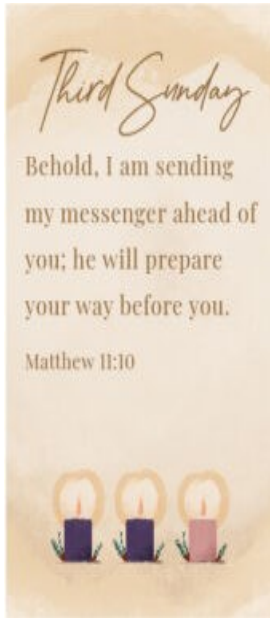 Third Sunday
Behold, I am sending
my messenger ahead of
you; he will prepare
your way before you.
Matthew 11:10